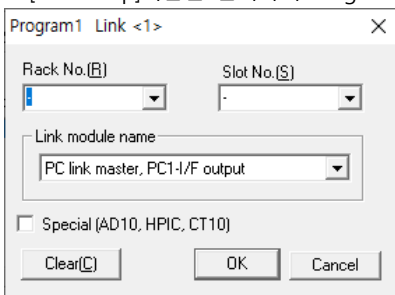 Program1 Link <1>
Rack No.(R) Slot No.(S)
- -
Link module name
PC link master, PC1-I/F output
Special (AD10, HPIC, CT10)
Clear(C) OK Cancel